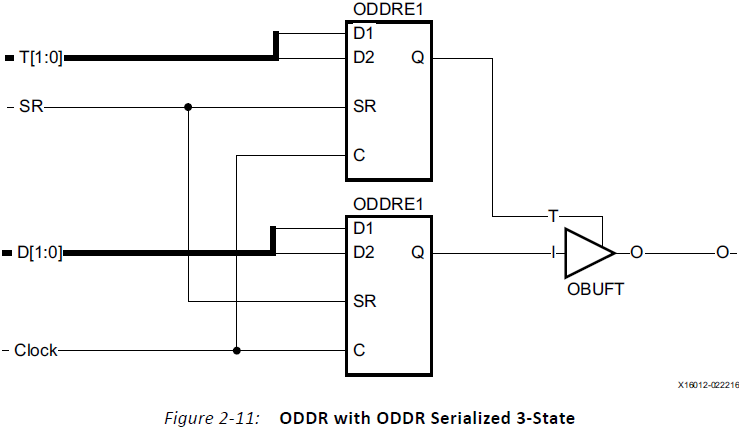 ODDRE1
D1
T[1:0]
D2
Q
SR
SR
C
ODDRE1
T
D1
D[1:0]
D2
Q
I
O
O
OBUFT
SR
Clock
C
X16012-022216
Figure 2-11: ODDR with ODDR Serialized 3-State